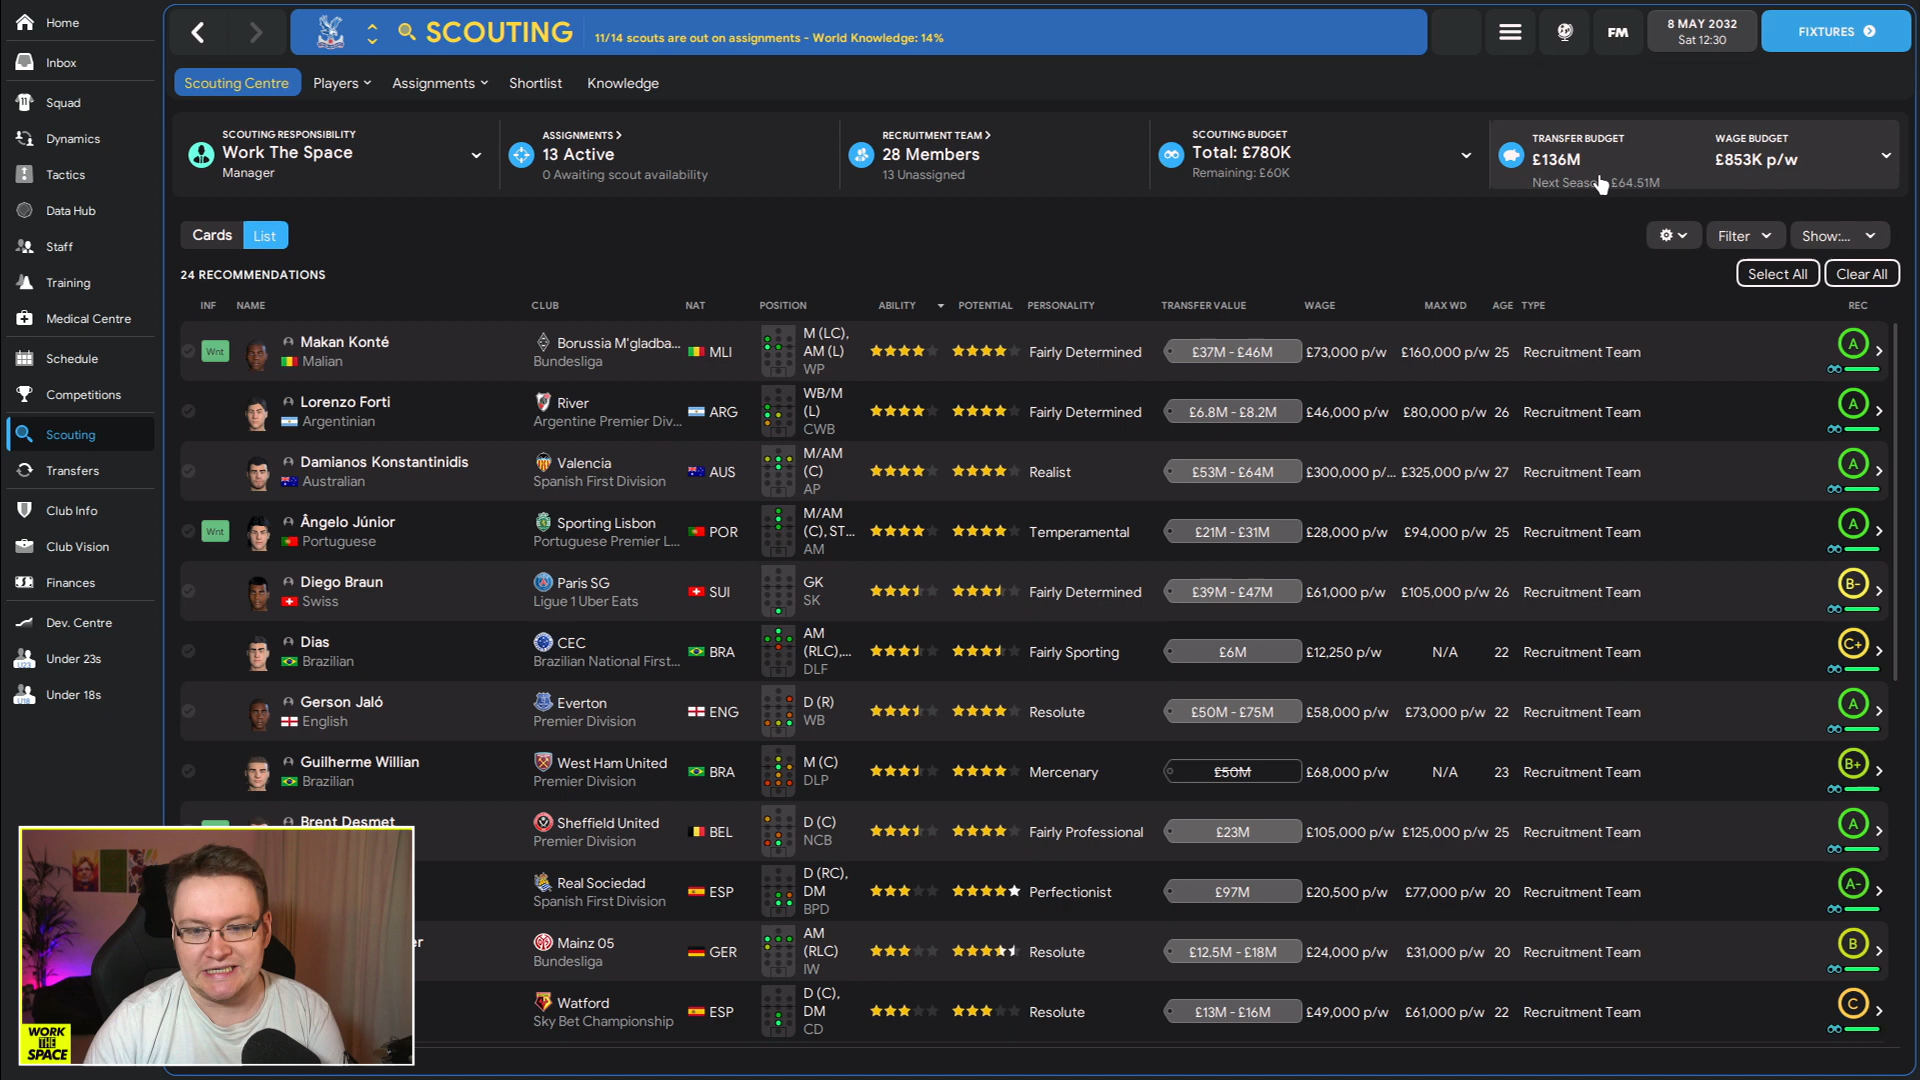 Home
Inbox
Squad
Dynamics
Tactics
Data Hub
Staff
Training
Medical Centre
Schedule
Competitions
Scouting
Transfers
Club Info
Club Vision
Finances
Dev. Centre
Under 23s
Under 18s
SCOUTING
11/14 scouts are out on assignments - World Knowledge: 14%
FM
8 MAY 2032
Sat 12:30
FIXTURES
Scouting Centre
Players
Assignments
Shortlist
Knowledge
SCOUTING RESPONSIBILITY
Work The Space
Manager
ASSIGNMENTS
13 Active
0 Awaiting scout availability
RECRUITMENT TEAM
28 Members
13 Unassigned
SCOUTING BUDGET
Total: £780K
Remaining: £60K
TRANSFER BUDGET
£136M
Next Seas £64.51M
WAGE BUDGET
£853K p/w
Cards List
Filter
Show:...
24 RECOMMENDATIONS
Select All
Clear All
INF NAME CLUB NAT POSITION ABILITY POTENTIAL PERSONALITY TRANSFER VALUE WAGE MAX WD AGE TYPE REC
Wnt Makan Konté Malian Borussia M'gladba... Bundesliga MLI M (LC), AM (L) WP Fairly Determined £37M - £46M £73,000 p/w £160,000 p/w 25 Recruitment Team A
Lorenzo Forti Argentinian River Argentine Premier Div... ARG WB/M (L) CWB Fairly Determined £6.8M - £8.2M £46,000 p/w £80,000 p/w 26 Recruitment Team A
Damianos Konstantinidis Australian Valencia Spanish First Division AUS M/AM (C) AP Realist £53M - £64M £300,000 p/... £325,000 p/w 27 Recruitment Team A
Wnt Ângelo Júnior Portuguese Sporting Lisbon Portuguese Premier L... POR M/AM (C), ST... AM Temperamental £21M - £31M £28,000 p/w £94,000 p/w 25 Recruitment Team A
Diego Braun Swiss Paris SG Ligue 1 Uber Eats SUI GK SK Fairly Determined £39M - £47M £61,000 p/w £105,000 p/w 26 Recruitment Team B-
Dias Brazilian CEC Brazilian National First... BRA AM (RLC),... DLF Fairly Sporting £6M £12,250 p/w N/A 22 Recruitment Team C+
Gerson Jaló English Everton Premier Division ENG D (R) WB Resolute £50M - £75M £58,000 p/w £73,000 p/w 22 Recruitment Team A
Guilherme Willian Brazilian West Ham United Premier Division BRA M (C) DLP Mercenary £50M £68,000 p/w N/A 23 Recruitment Team B+
Brent Desmet Sheffield United Premier Division BEL D (C) NCB Fairly Professional £23M £105,000 p/w £125,000 p/w 25 Recruitment Team A
Real Sociedad Spanish First Division ESP D (RC), DM BPD Perfectionist £97M £20,500 p/w £77,000 p/w 20 Recruitment Team A-
Mainz 05 Bundesliga GER AM (RLC) IW Resolute £12.5M - £18M £24,000 p/w £31,000 p/w 20 Recruitment Team B
Watford Sky Bet Championship ESP D (C), DM CD Resolute £13M - £16M £49,000 p/w £61,000 p/w 22 Recruitment Team C
WORK
THE
SPACE